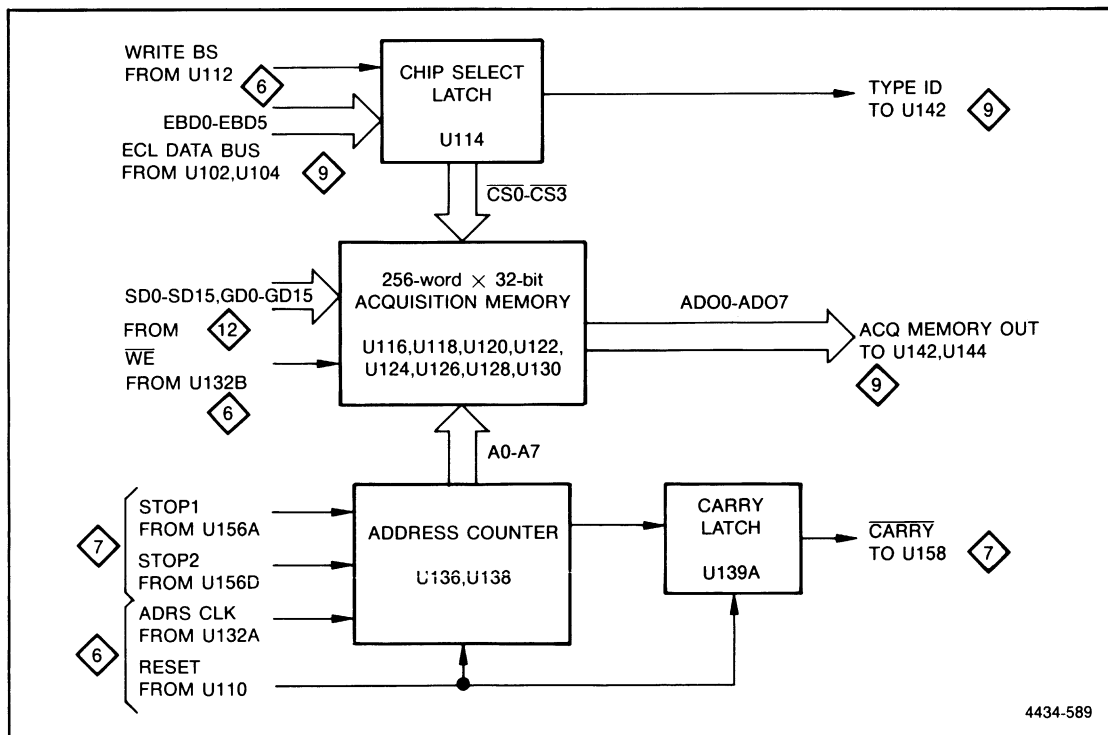 WRITE BS
FROM U112
6
EBD0-EBD5
ECL DATA BUS
FROM U102,U104
9
CHIP SELECT
LATCH
U114
TYPE ID
TO U142
9
CS0-CS3
SD0-SD15,GD0-GD15
FROM
12
WE
FROM U132B
6
256-word × 32-bit
ACQUISITION MEMORY
U116,U118,U120,U122,
U124,U126,U128,U130
ADO0-ADO7
ACQ MEMORY OUT
TO U142,U144
9
A0-A7
7
STOP1
FROM U156A
STOP2
FROM U156D
6
ADRS CLK
FROM U132A
RESET
FROM U110
ADDRESS COUNTER
U136,U138
CARRY
LATCH
U139A
CARRY
TO U158
7
4434-589